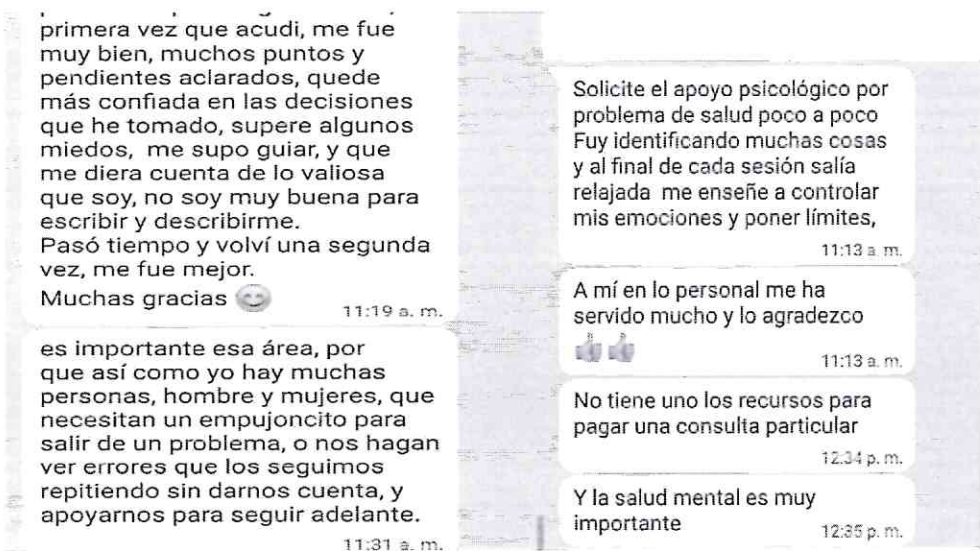 primera vez que acudi, me fue
muy bien, muchos puntos y
pendientes aclarados, quede
más confiada en las decisiones
que he tomado, supere algunos
miedos, me supo guiar, y que
me diera cuenta de lo valiosa
que soy, no soy muy buena para
escribir y describirme.
Pasó tiempo y volví una segunda
vez, me fue mejor.
Muchas gracias
11:19 a. m.
es importante esa área, por
que así como yo hay muchas
personas, hombre y mujeres, que
necesitan un empujoncito para
salir de un problema, o nos hagan
ver errores que los seguimos
repitiendo sin darnos cuenta, y
apoyarnos para seguir adelante.
11:31 a. m.
Solicite el apoyo psicológico por
problema de salud poco a poco
Fuy identificando muchas cosas
y al final de cada sesión salía
relajada me enseñe a controlar
mis emociones y poner límites,
11:13 a. m.
A mí en lo personal me ha
servido mucho y lo agradezco
11:13 a. m.
No tiene uno los recursos para
pagar una consulta particular
12:34 p. m.
Y la salud mental es muy
importante
12:35 p. m.